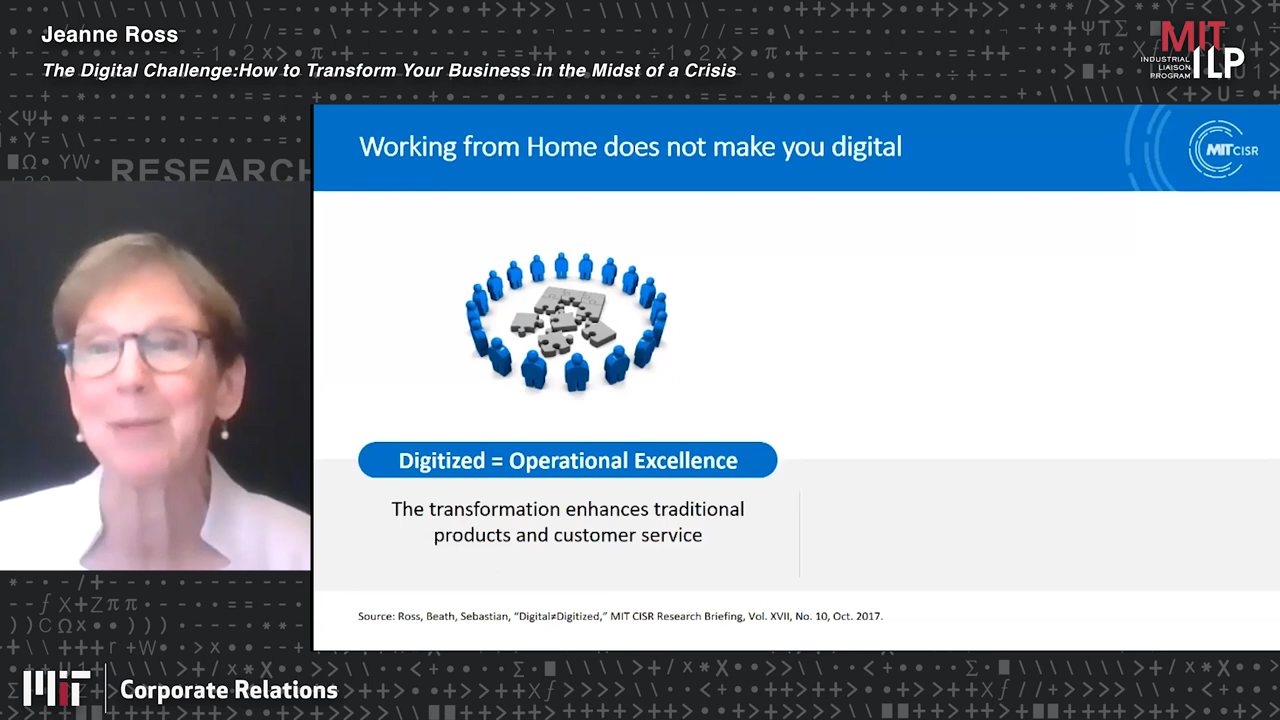 Jeanne Ross
The Digital Challenge:How to Transform Your Business in the Midst of a Crisis
MIT
INDUSTRIAL
LIAISON
PROGRAM
ILP
RESEARCH
Working from Home does not make you digital
MIT CISR
Digitized = Operational Excellence
The transformation enhances traditional
products and customer service
Source: Ross, Beath, Sebastian, “Digital≠Digitized,” MIT CISR Research Briefing, Vol. XVII, No. 10, Oct. 2017.
MIT
Corporate Relations